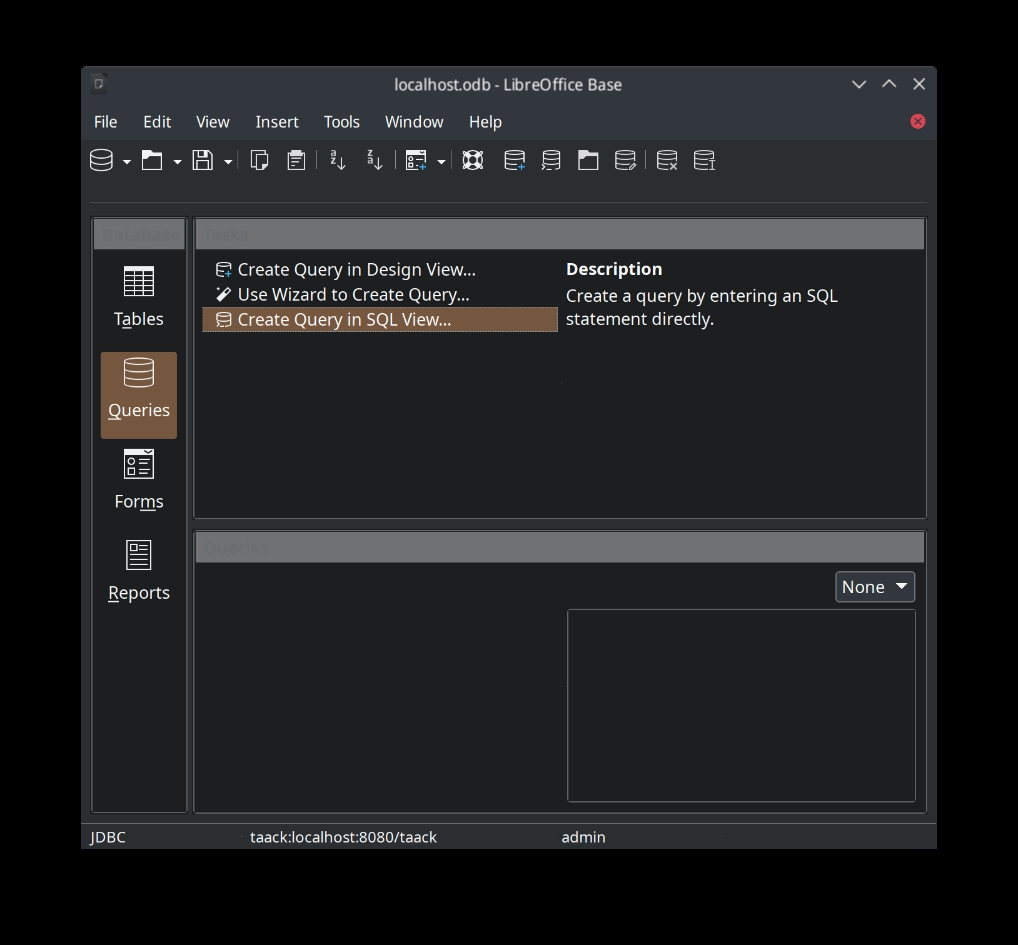 localhost.odb - LibreOffice Base
File Edit View Insert Tools Window Help
Database
Tasks
Tables
Queries
Forms
Reports
Create Query in Design View...
Use Wizard to Create Query...
Create Query in SQL View...
Description
Create a query by entering an SQL
statement directly.
Queries
None
JDBC taack:localhost:8080/taack admin